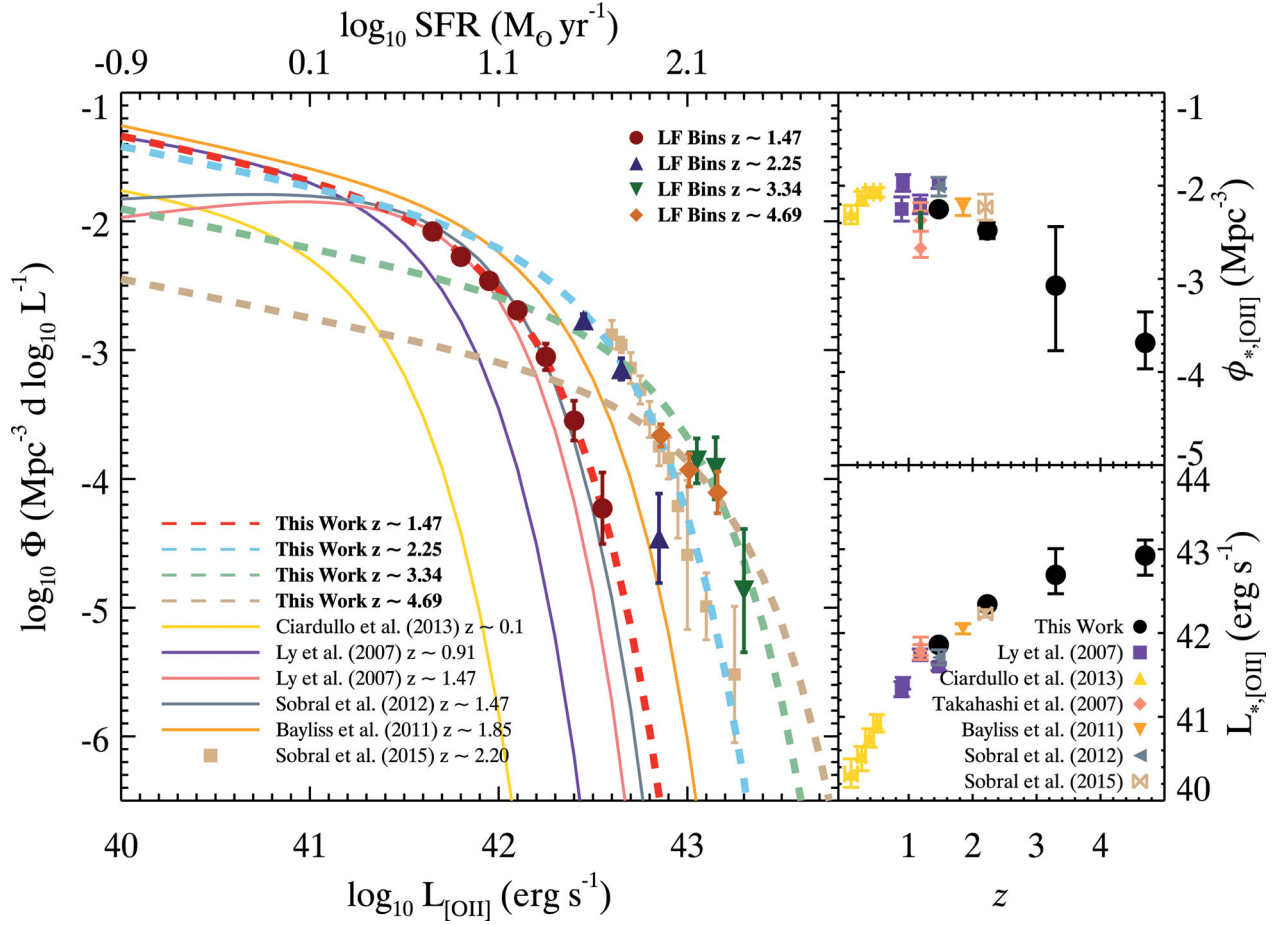 log₁₀ SFR (M⊙ yr⁻¹)
-0.9 0.1 1.1 2.1
-1
-2
-3
-4
-5
-6
log₁₀ Φ (Mpc⁻³ d log₁₀ L⁻¹)
LF Bins z ~ 1.47
LF Bins z ~ 2.25
LF Bins z ~ 3.34
LF Bins z ~ 4.69
This Work z ~ 1.47
This Work z ~ 2.25
This Work z ~ 3.34
This Work z ~ 4.69
Ciardullo et al. (2013) z ~ 0.1
Ly et al. (2007) z ~ 0.91
Ly et al. (2007) z ~ 1.47
Sobral et al. (2012) z ~ 1.47
Bayliss et al. (2011) z ~ 1.85
Sobral et al. (2015) z ~ 2.20
40 41 42 43
log₁₀ L[OII] (erg s⁻¹)
-1
-2
-3
-4
-5
ϕ*,[OII] (Mpc⁻³)
44
43
42
41
40
L*,[OII] (erg s⁻¹)
This Work
Ly et al. (2007)
Ciardullo et al. (2013)
Takahashi et al. (2007)
Bayliss et al. (2011)
Sobral et al. (2012)
Sobral et al. (2015)
1 2 3 4
z